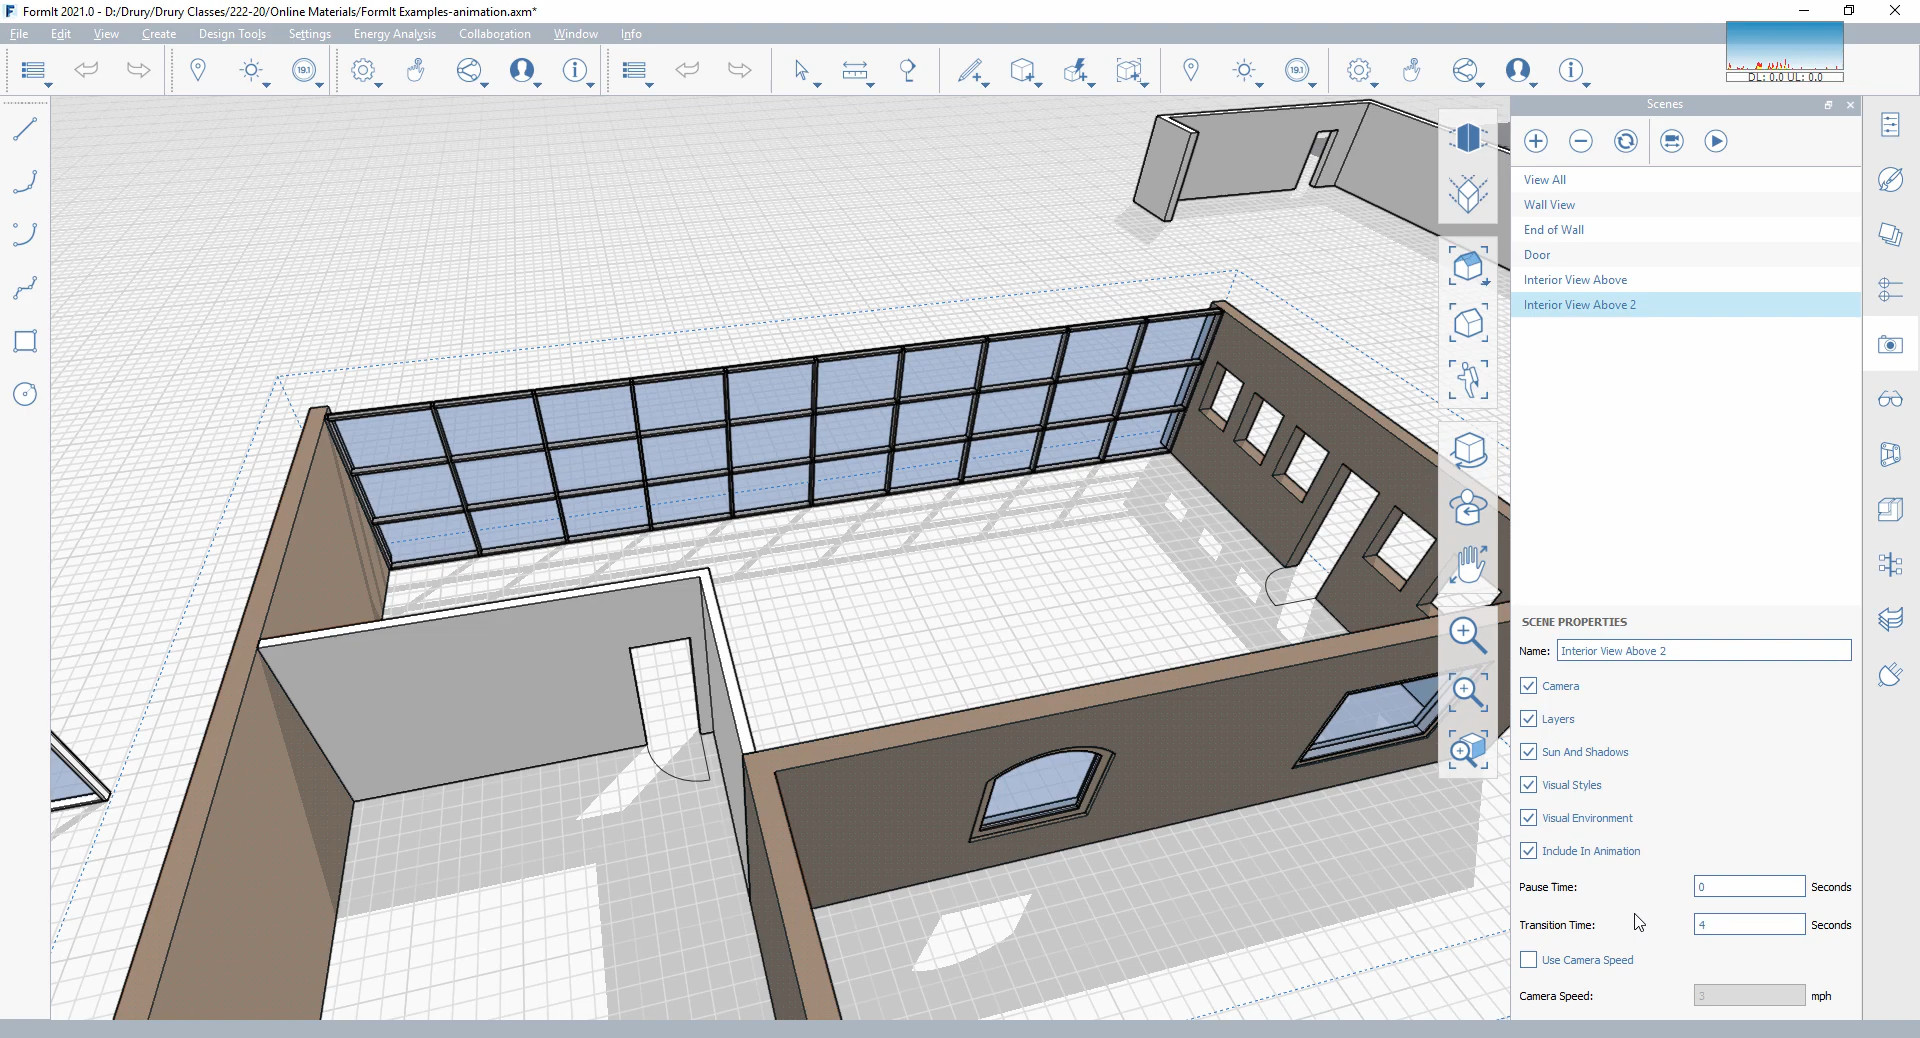 FormIt 2021.0 - D:/Drury/Drury Classes/222-20/Online Materials/FormIt Examples-animation.axm*
File Edit View Create Design Tools Settings Energy Analysis Collaboration Window Info
19.1 19.1
DL: 0.0 UL: 0.0
Scenes
View All
Wall View
End of Wall
Door
Interior View Above
Interior View Above 2
SCENE PROPERTIES
Name: Interior View Above 2
Camera
Layers
Sun And Shadows
Visual Styles
Visual Environment
Include In Animation
Pause Time: 0 Seconds
Transition Time: 4 Seconds
Use Camera Speed
Camera Speed: 3 mph